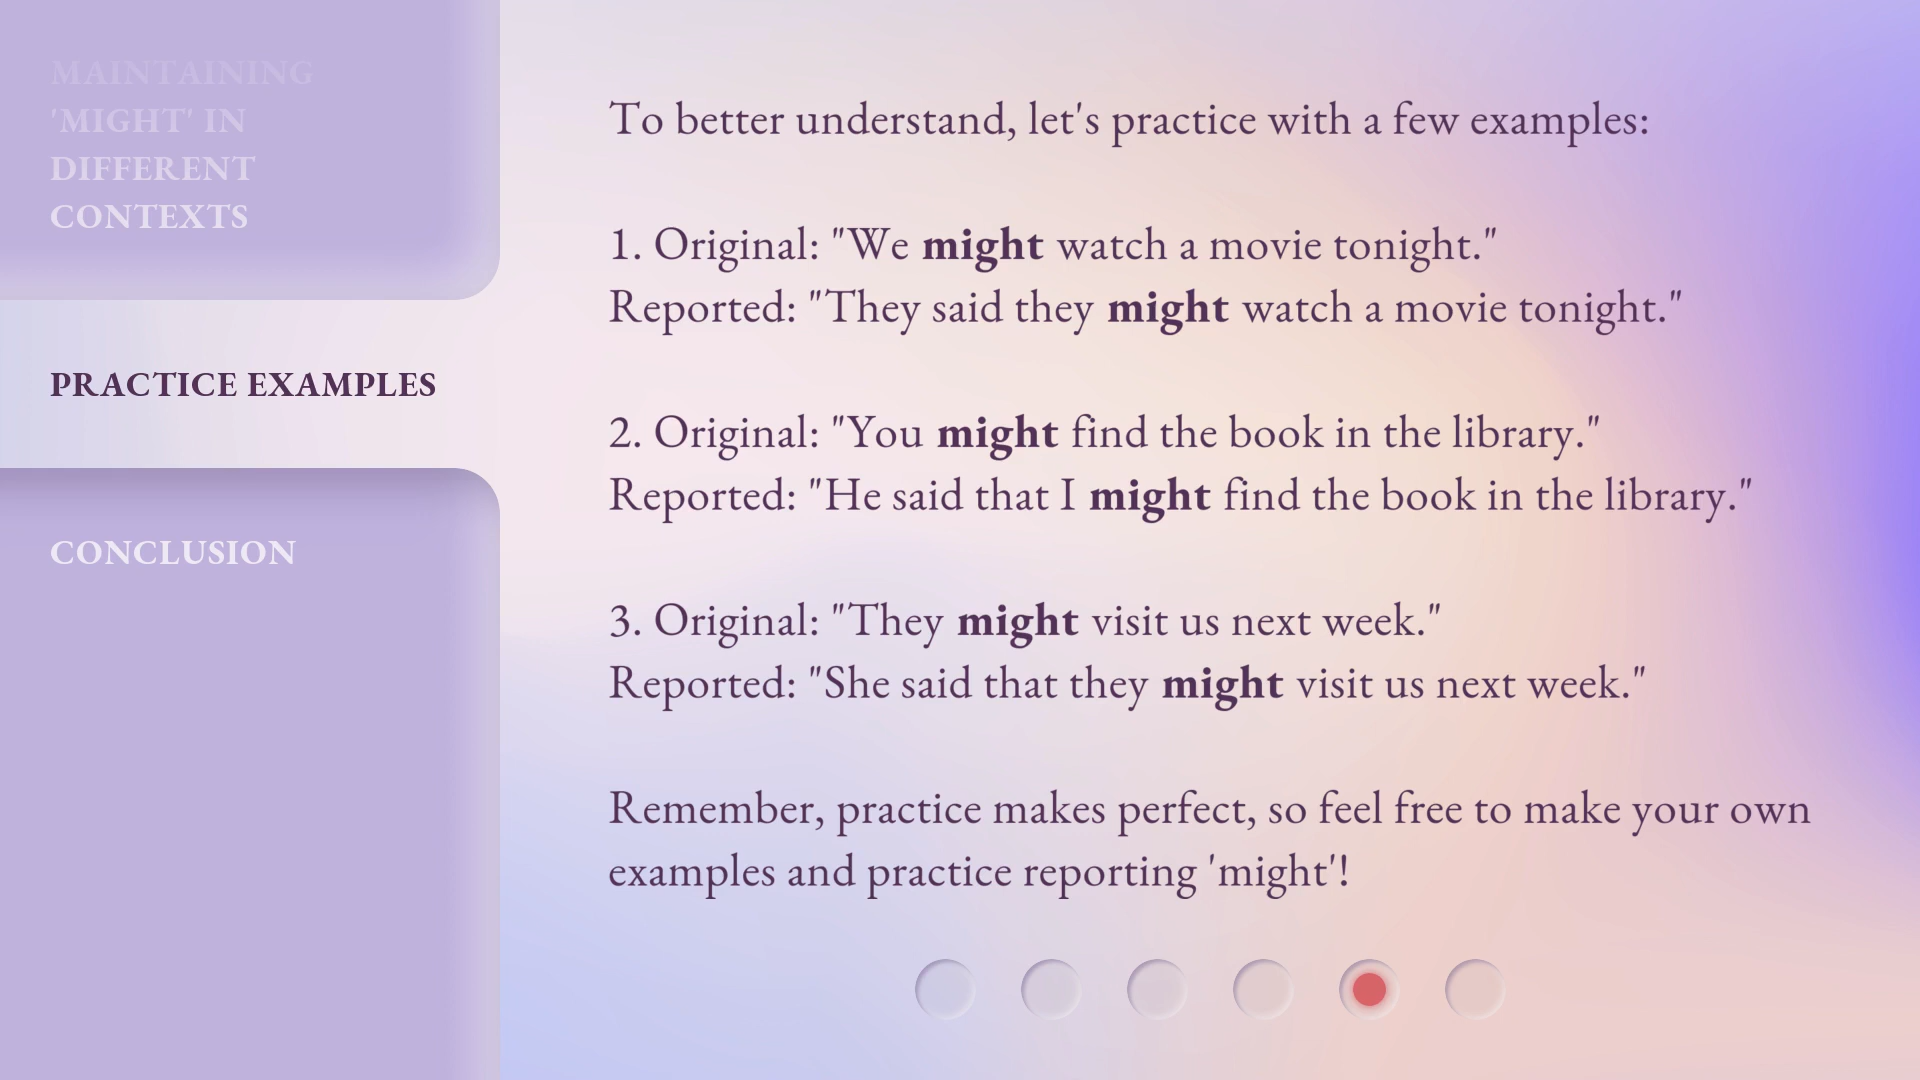 MAINTAINING
'MIGHT' IN
DIFFERENT
CONTEXTS
PRACTICE EXAMPLES
CONCLUSION
To better understand, let's practice with a few examples:
1. Original: "We might watch a movie tonight."
Reported: "They said they might watch a movie tonight."
2. Original: "You might find the book in the library."
Reported: "He said that I might find the book in the library."
3. Original: "They might visit us next week."
Reported: "She said that they might visit us next week."
Remember, practice makes perfect, so feel free to make your own
examples and practice reporting 'might'!